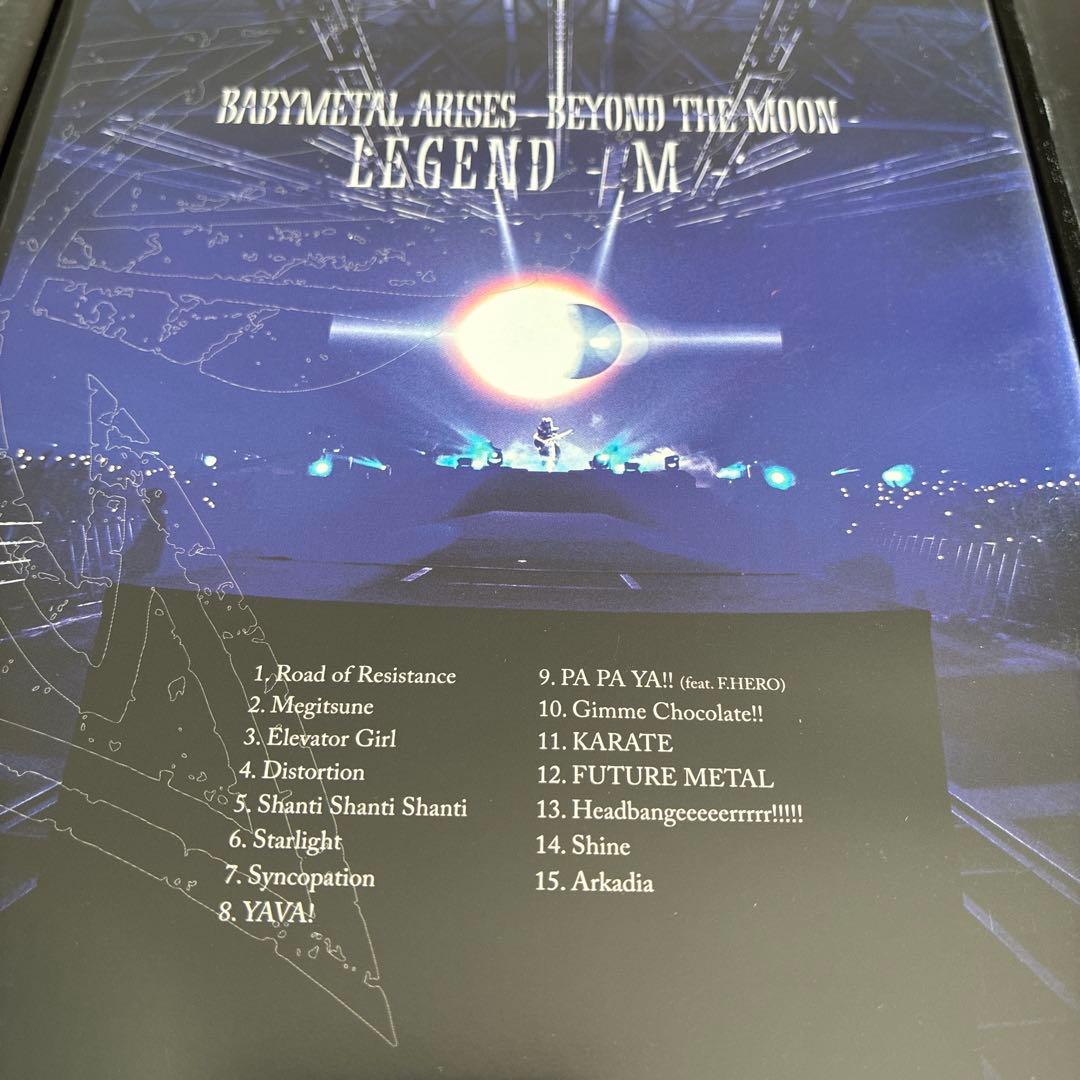 BABYMETAL ARISES - BEYOND THE MOON -
LEGEND - M -
1. Road of Resistance
2. Megitsune
3. Elevator Girl
4. Distortion
5. Shanti Shanti Shanti
6. Starlight
7. Syncopation
8. YAVA!
9. PA PA YA!! (feat. F.HERO)
10. Gimme Chocolate!!
11. KARATE
12. FUTURE METAL
13. Headbangeeeeerrrrr!!!!!
14. Shine
15. Arkadia